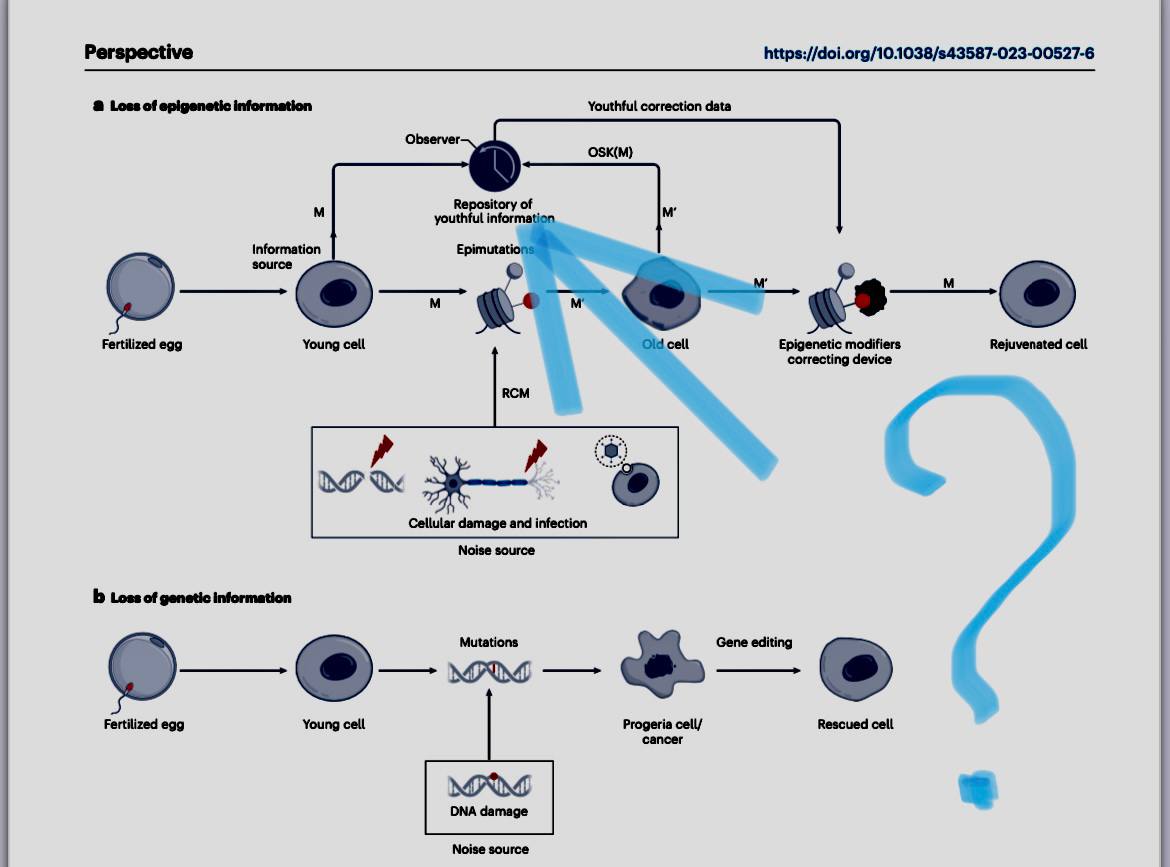 Perspective
https://doi.org/10.1038/s43587-023-00527-6
a Loss of epigenetic information
Youthful correction data
Observer
OSK(M)
Repository of
youthful information
M
M′
Information
source
Epimutations
M
M′
M′
M
Fertilized egg
Young cell
Old cell
Epigenetic modifiers
correcting device
Rejuvenated cell
RCM
Cellular damage and infection
Noise source
b Loss of genetic information
Mutations
Gene editing
Fertilized egg
Young cell
Progeria cell/
cancer
Rescued cell
DNA damage
Noise source
?